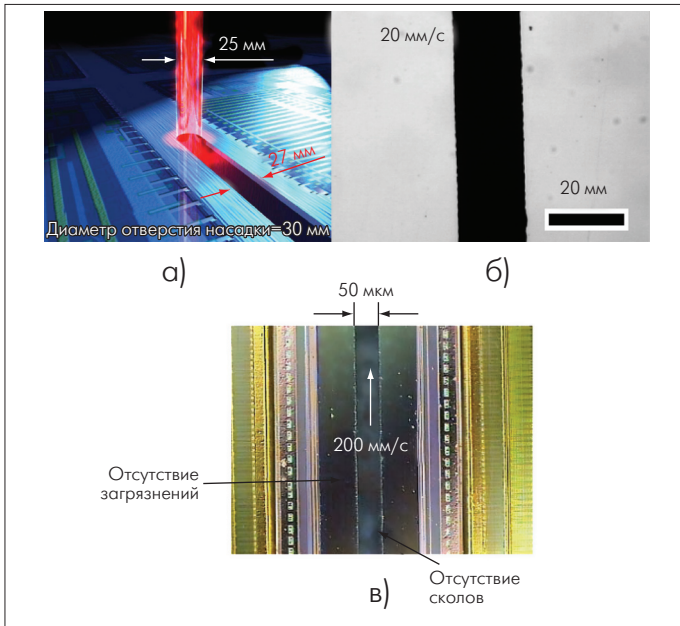 25 мм
27 мм
Диаметр отверстия насадки=30 мм
а)
20 мм/с
20 мм
б)
50 мкм
200 мм/с
Отсутствие
загрязнений
Отсутствие
сколов
в)